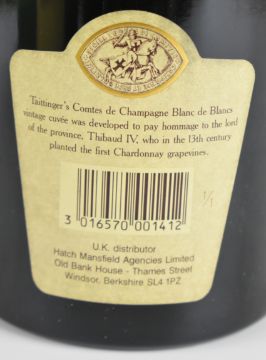 Taittinger's Comtes de Champagne Blanc de Blancs
vintage cuvée was developed to pay hommage to the lord
of the province, Thibaud IV, who in the 13th century
planted the first Chardonnay grapevines.
1/1
3 016570 001412
U.K. distributor
Hatch Mansfield Agencies Limited
Old Bank House - Thames Street
Windsor, Berkshire SL4 1PZ